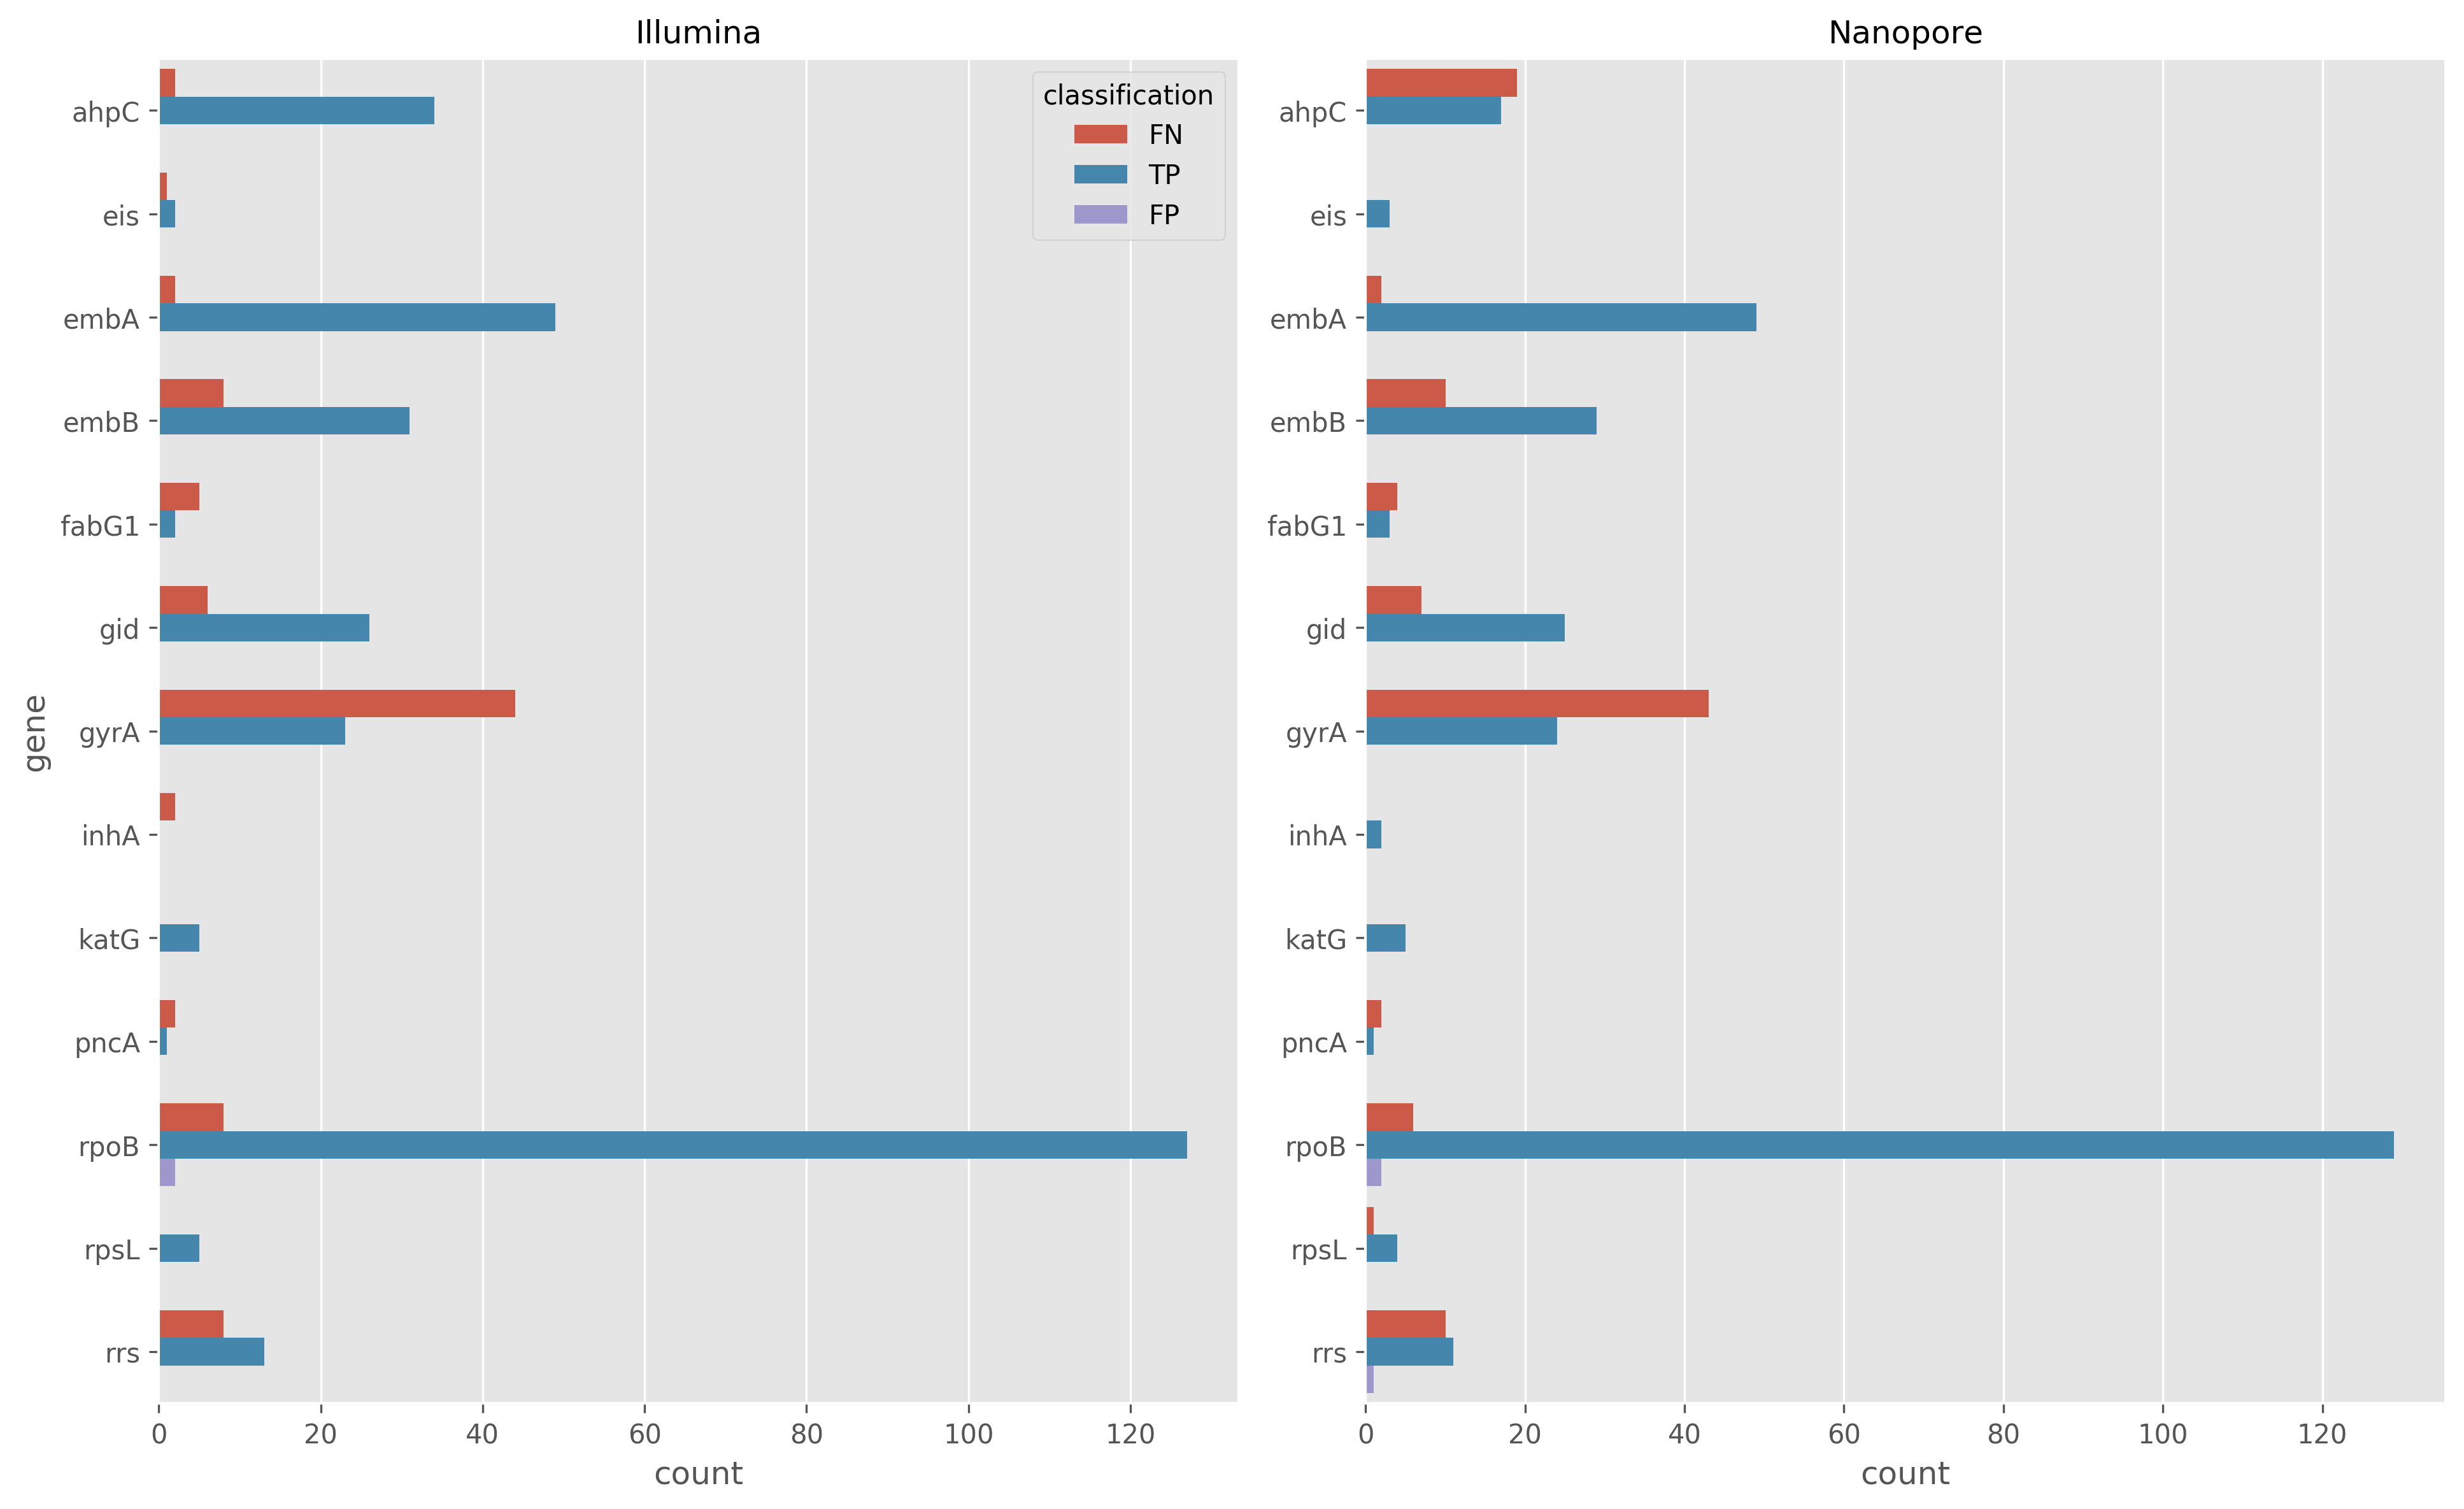 Illumina
gene
ahpC
eis
embA
embB
fabG1
gid
gyrA
inhA
katG
pncA
rpoB
rpsL
rrs
classification
FN
TP
FP
0 20 40 60 80 100 120
count
Nanopore
ahpC
eis
embA
embB
fabG1
gid
gyrA
inhA
katG
pncA
rpoB
rpsL
rrs
0 20 40 60 80 100 120
count